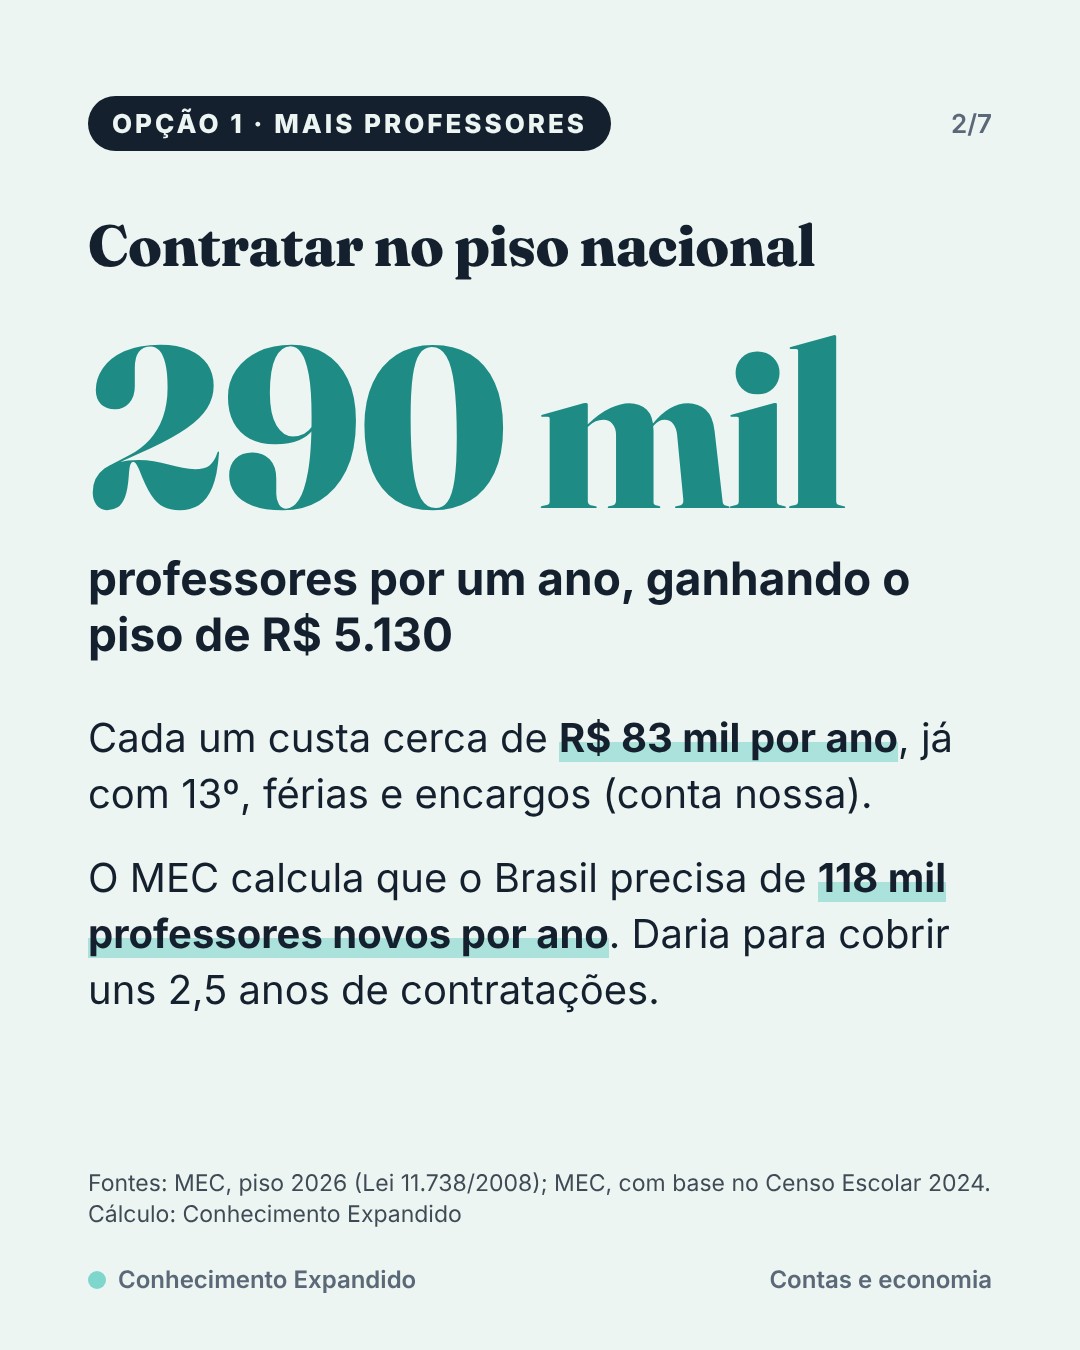 OPÇÃO 1 · MAIS PROFESSORES
2/7
Contratar no piso nacional
290 mil
professores por um ano, ganhando o
piso de R$ 5.130
Cada um custa cerca de R$ 83 mil por ano, já
com 13º, férias e encargos (conta nossa).
O MEC calcula que o Brasil precisa de 118 mil
professores novos por ano. Daria para cobrir
uns 2,5 anos de contratações.
Fontes: MEC, piso 2026 (Lei 11.738/2008); MEC, com base no Censo Escolar 2024.
Cálculo: Conhecimento Expandido
Conhecimento Expandido
Contas e economia